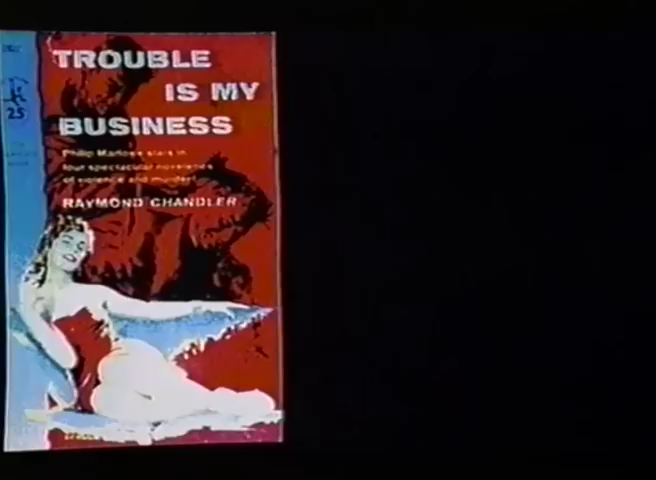 TROUBLE
IS MY
BUSINESS
Philip Marlowe stars in
four spectacular novelettes
of violence and murder!
RAYMOND CHANDLER
25